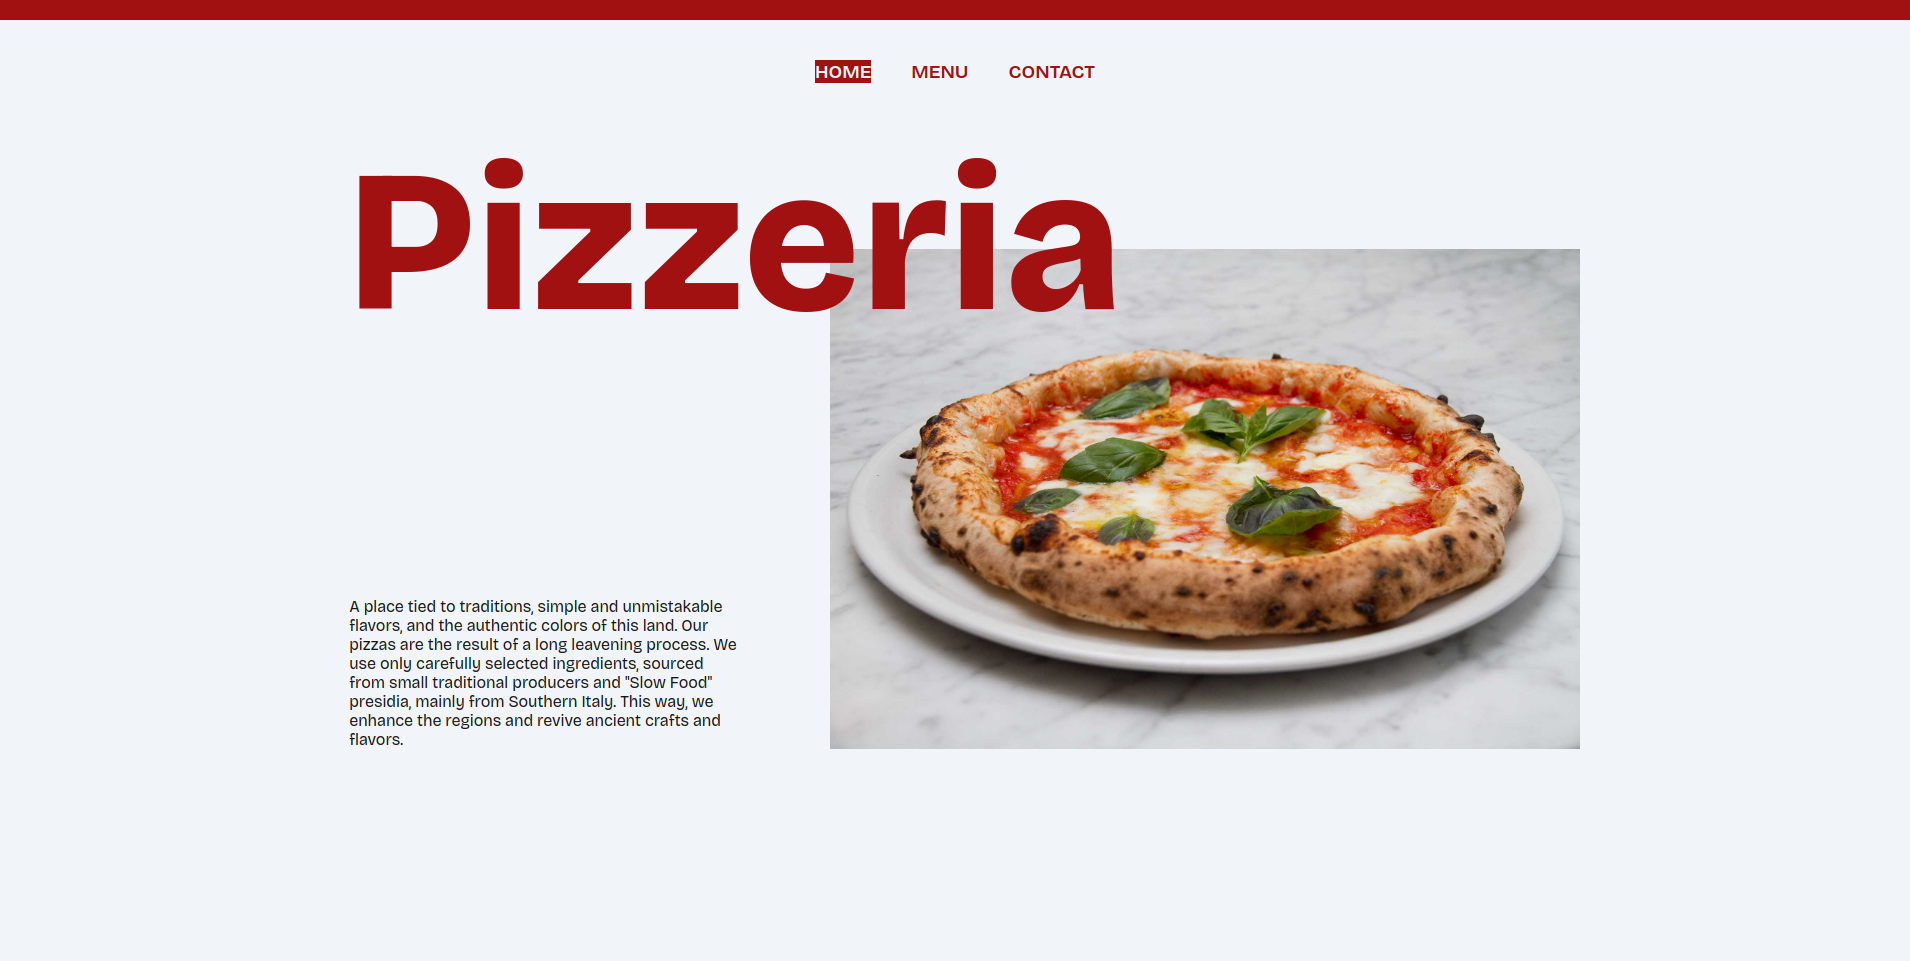 HOME MENU CONTACT
Pizzeria
A place tied to traditions, simple and unmistakable
flavors, and the authentic colors of this land. Our
pizzas are the result of a long leavening process. We
use only carefully selected ingredients, sourced
from small traditional producers and "Slow Food"
presidia, mainly from Southern Italy. This way, we
enhance the regions and revive ancient crafts and
flavors.